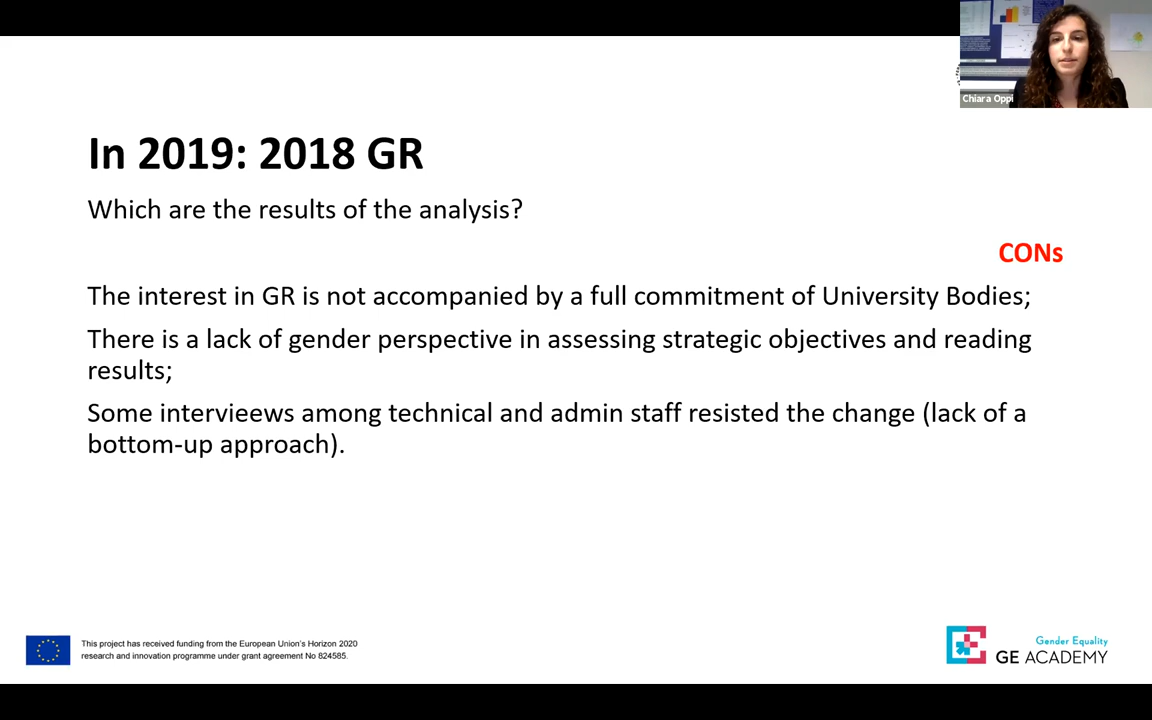 Chiara Oppi
In 2019: 2018 GR
Which are the results of the analysis?
CONs
The interest in GR is not accompanied by a full commitment of University Bodies;
There is a lack of gender perspective in assessing strategic objectives and reading
results;
Some intervieews among technical and admin staff resisted the change (lack of a
bottom-up approach).
This project has received funding from the European Union's Horizon 2020
research and innovation programme under grant agreement No 824585.
Gender Equality
GE ACADEMY